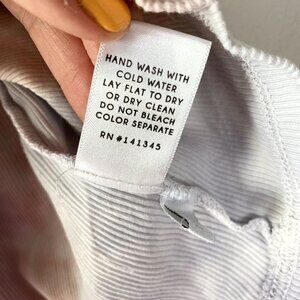 HAND WASH WITH
COLD WATER
LAY FLAT TO DRY
OR DRY CLEAN
DO NOT BLEACH
COLOR SEPARATE
RN #141345